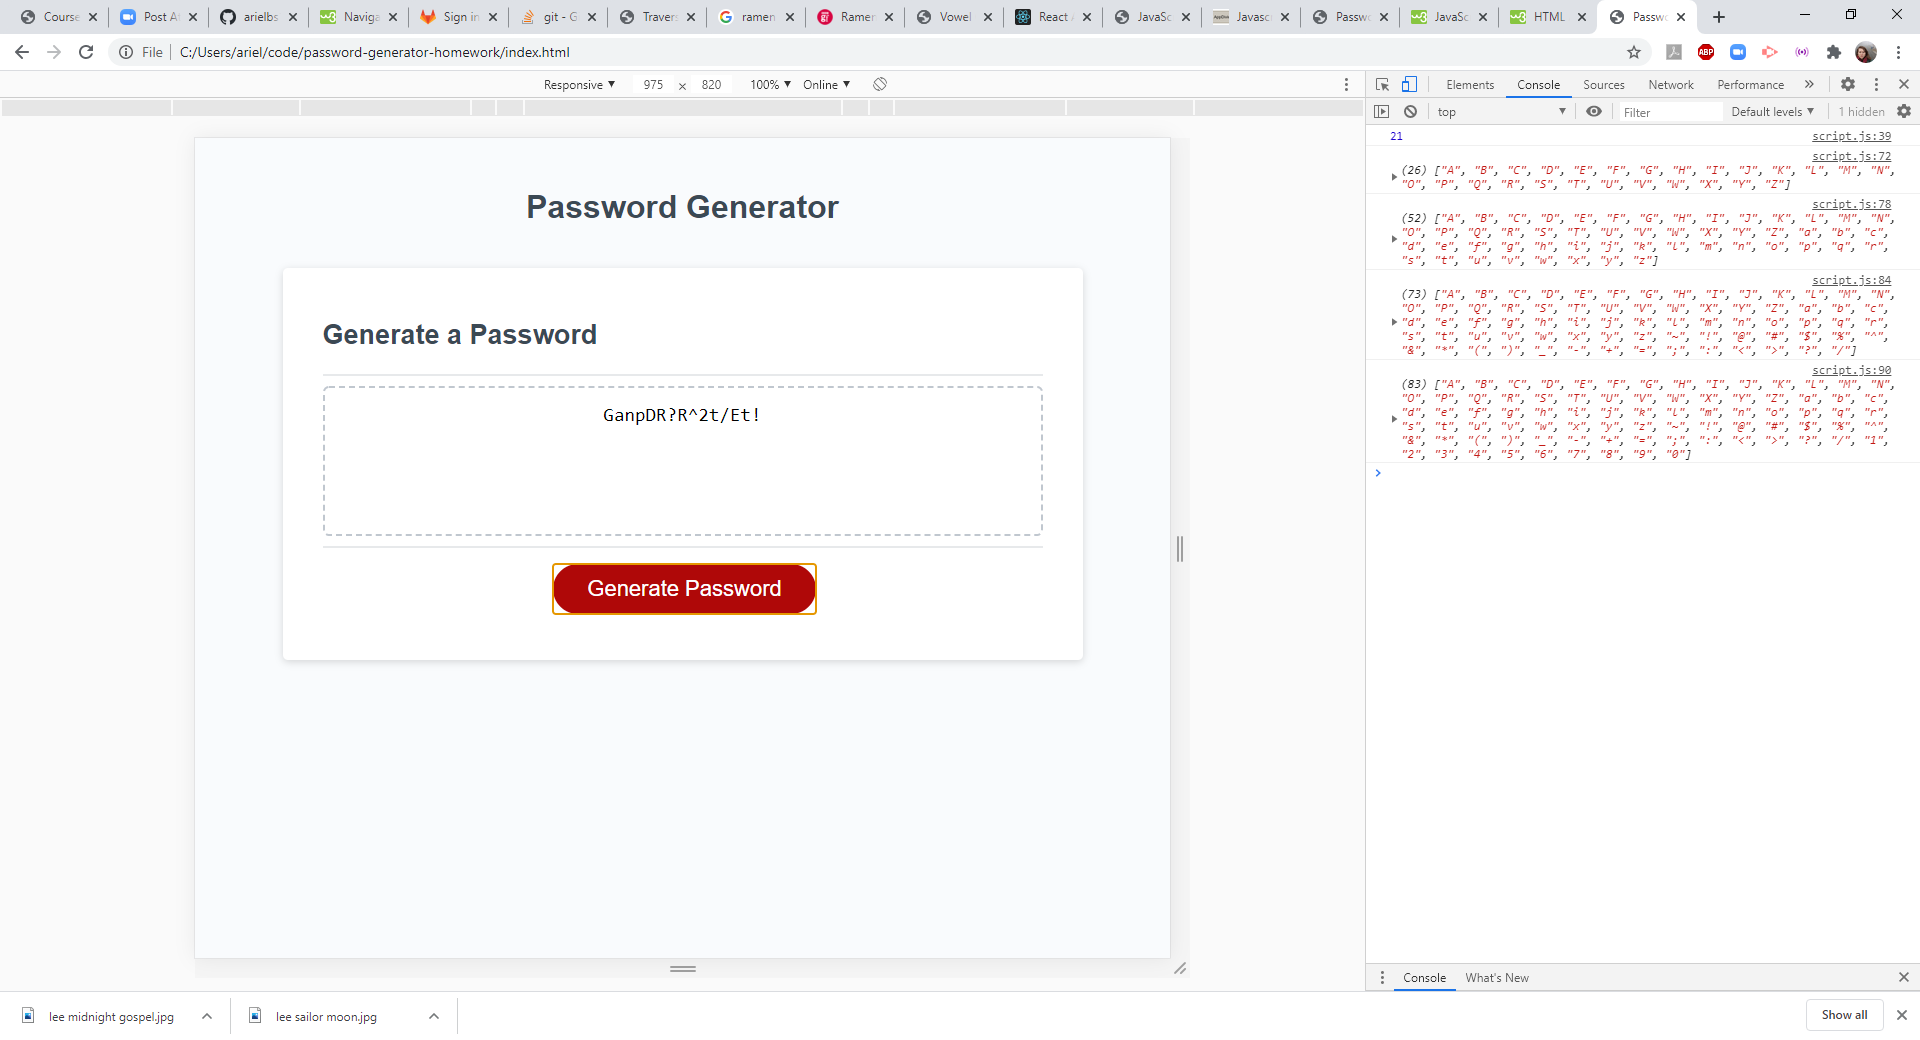 Course
Post At
arielbs
Naviga
Sign in
git - G
Travers
ramen
Ramen
Vowel
React
JavaSc
Javasc
Passwo
JavaSc
HTML
Passwo
File
C:/Users/ariel/code/password-generator-homework/index.html
ABP
Responsive ▼ 975 × 820 100% ▼ Online ▼
Elements Console Sources Network Performance »
top ▼ Filter Default levels ▼ 1 hidden
Password Generator
Generate a Password
GanpDR?R^2t/Et!
Generate Password
21 script.js:39
script.js:72
(26) ["A", "B", "C", "D", "E", "F", "G", "H", "I", "J", "K", "L", "M", "N",
"O", "P", "Q", "R", "S", "T", "U", "V", "W", "X", "Y", "Z"]
script.js:78
(52) ["A", "B", "C", "D", "E", "F", "G", "H", "I", "J", "K", "L", "M", "N",
"O", "P", "Q", "R", "S", "T", "U", "V", "W", "X", "Y", "Z", "a", "b", "c",
"d", "e", "f", "g", "h", "i", "j", "k", "l", "m", "n", "o", "p", "q", "r",
"s", "t", "u", "v", "w", "x", "y", "z"]
script.js:84
(73) ["A", "B", "C", "D", "E", "F", "G", "H", "I", "J", "K", "L", "M", "N",
"O", "P", "Q", "R", "S", "T", "U", "V", "W", "X", "Y", "Z", "a", "b", "c",
"d", "e", "f", "g", "h", "i", "j", "k", "l", "m", "n", "o", "p", "q", "r",
"s", "t", "u", "v", "w", "x", "y", "z", "~", "!", "@", "#", "$", "%", "^",
"&", "*", "(", ")", "_", "-", "+", "=", ";", ":", "<", ">", "?", "/"]
script.js:90
(83) ["A", "B", "C", "D", "E", "F", "G", "H", "I", "J", "K", "L", "M", "N",
"O", "P", "Q", "R", "S", "T", "U", "V", "W", "X", "Y", "Z", "a", "b", "c",
"d", "e", "f", "g", "h", "i", "j", "k", "l", "m", "n", "o", "p", "q", "r",
"s", "t", "u", "v", "w", "x", "y", "z", "~", "!", "@", "#", "$", "%", "^",
"&", "*", "(", ")", "_", "-", "+", "=", ";", ":", "<", ">", "?", "/", "1",
"2", "3", "4", "5", "6", "7", "8", "9", "0"]
Console What's New
lee midnight gospel.jpg
lee sailor moon.jpg
Show all